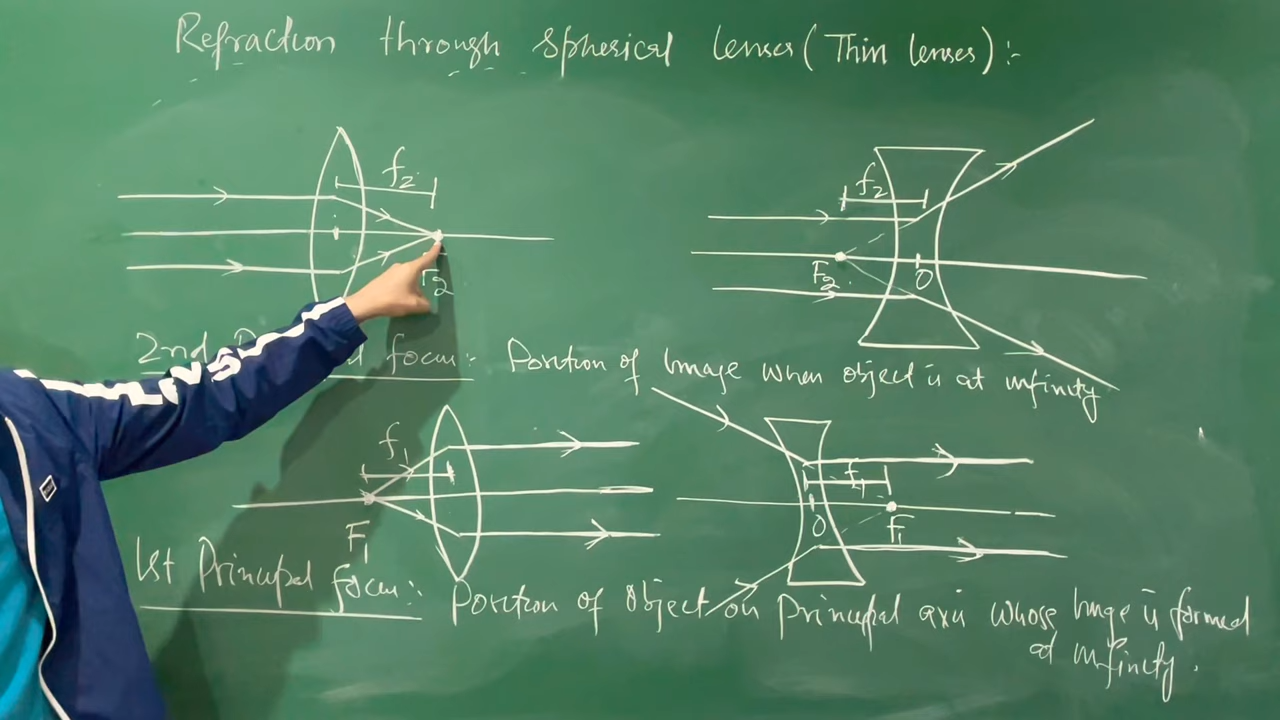 Refraction through Spherical lenses (Thin lenses) :-
f₂
f₂
F₂
F₂
O
2nd focus :- Position of Image when object is at infinity
f₁
f₁
F₁
O
F₁
1st Principal focus :- Position of object on principal axis whose Image is formed
at infinity.